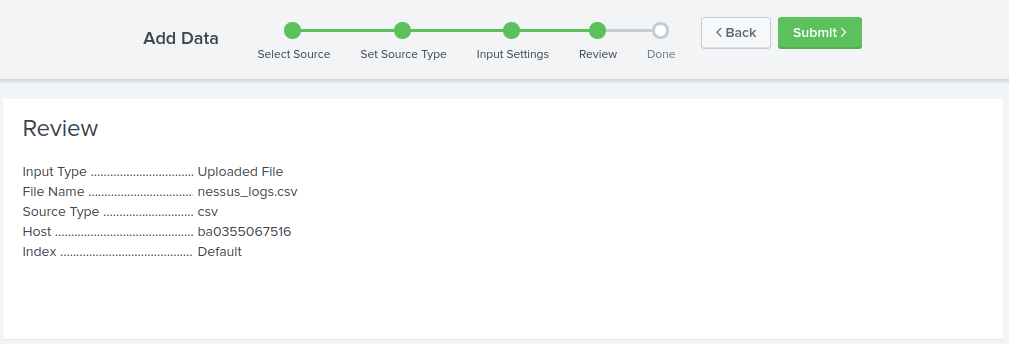 Add Data
Select Source
Set Source Type
Input Settings
Review
Done
< Back
Submit >
Review
Input Type ................................. Uploaded File
File Name ................................. nessus_logs.csv
Source Type ............................. csv
Host ............................................ ba0355067516
Index .......................................... Default